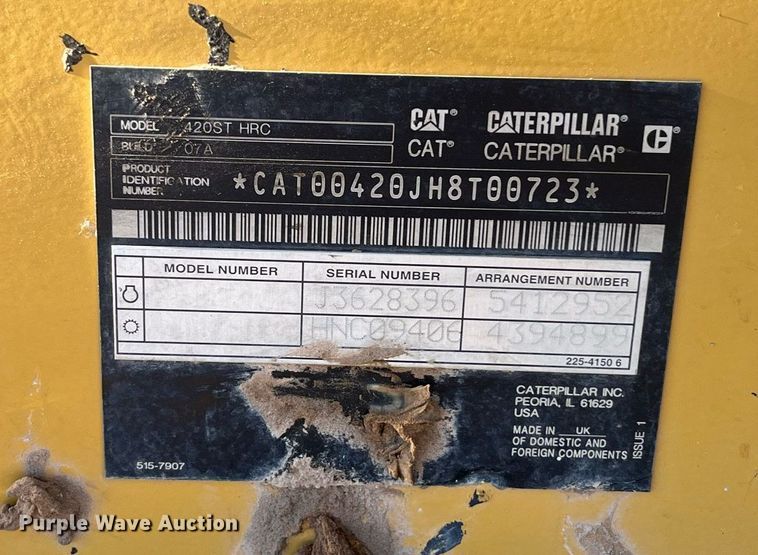 MODEL 420ST HRC
BUILD 07A
CAT® CATERPILLAR®
CAT® CATERPILLAR®
PRODUCT
IDENTIFICATION
NUMBER
*CAT00420JH8T00723*
MODEL NUMBER SERIAL NUMBER ARRANGEMENT NUMBER
J3628396 5412952
HNC09406 4394899
225-4150 6
CATERPILLAR INC.
PEORIA, IL 61629
USA
MADE IN UK
OF DOMESTIC AND
FOREIGN COMPONENTS
ISSUE 1
515-7907
Purple Wave Auction